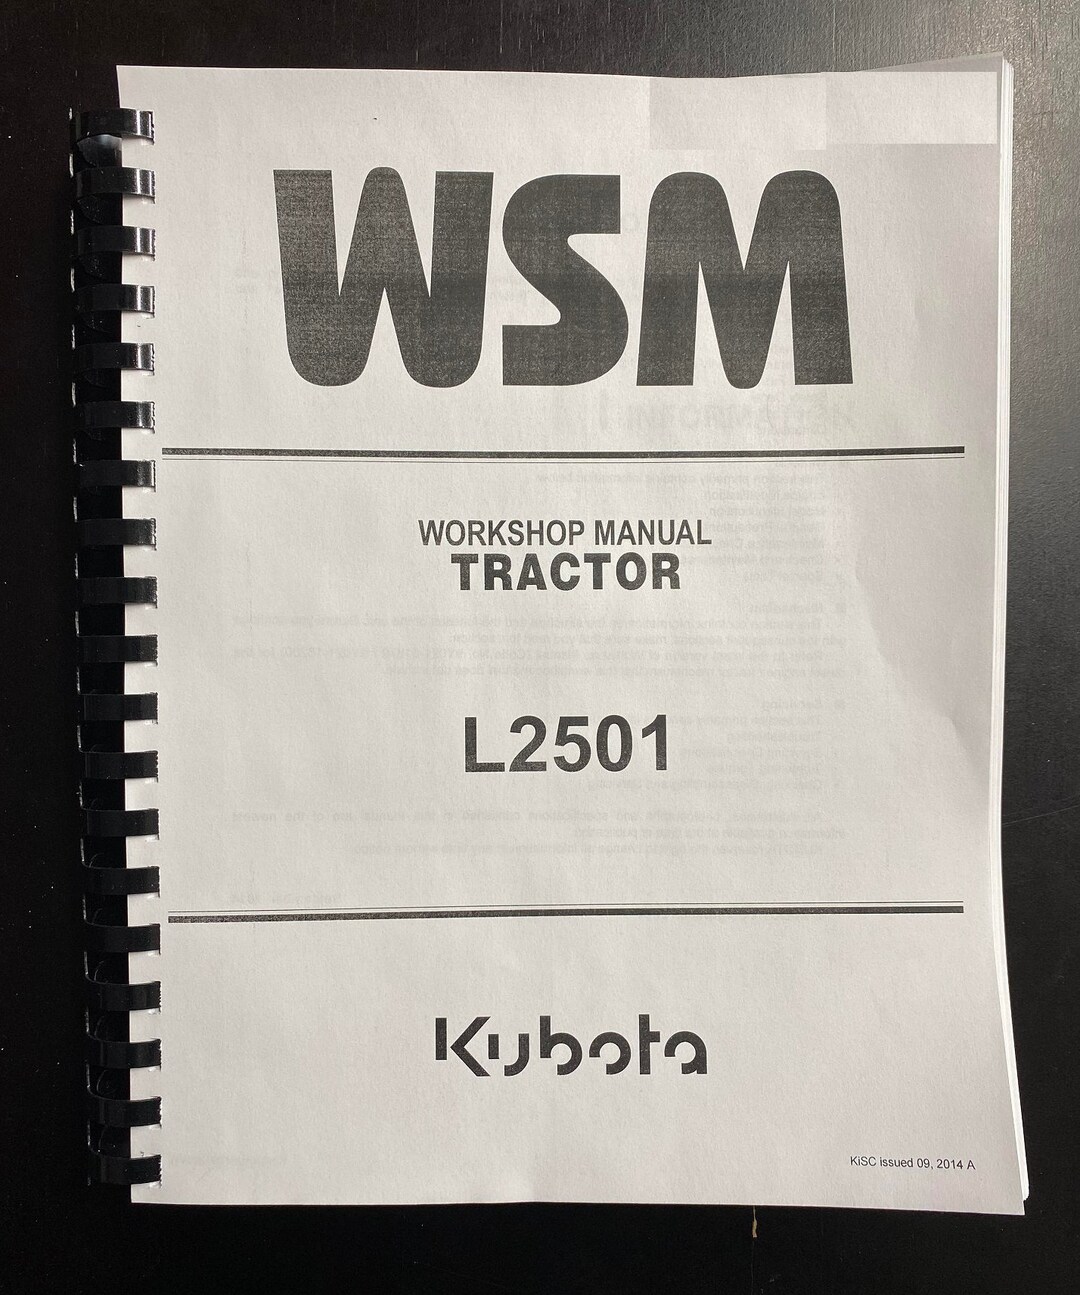 WSM
WORKSHOP MANUAL
TRACTOR
L2501
Kubota
KiSC issued 09, 2014 A